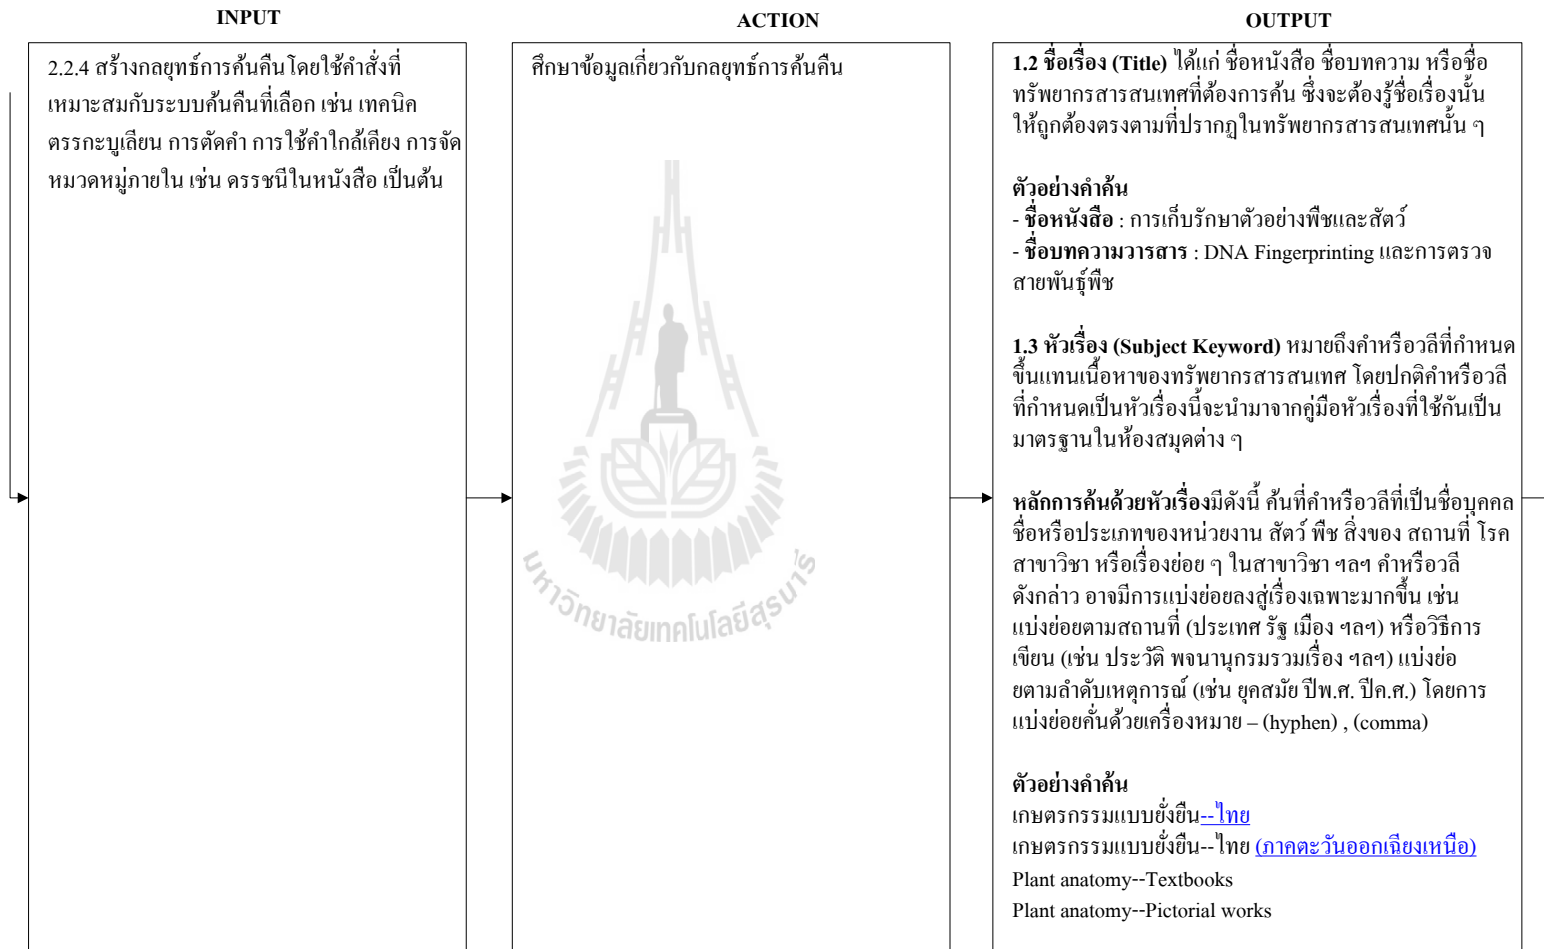 INPUT
ACTION
OUTPUT
2.2.4 สร้างกลยุทธ์การค้นคืนโดยใช้คำสั่งที่
เหมาะสมกับระบบค้นคืนที่เลือก เช่น เทคนิค
ตรรกะบูเลียน การตัดคำ การใช้คำใกล้เคียง การจัด
หมวดหมู่ภายใน เช่น ดรรชนีในหนังสือ เป็นต้น
ศึกษาข้อมูลเกี่ยวกับกลยุทธ์การค้นคืน
มหาวิทยาลัยเทคโนโลยีสุรนารี
1.2 ชื่อเรื่อง (Title) ได้แก่ ชื่อหนังสือ ชื่อบทความ หรือชื่อ
ทรัพยากรสารสนเทศที่ต้องการค้น ซึ่งจะต้องรู้ชื่อเรื่องนั้น
ให้ถูกต้องตรงตามที่ปรากฏในทรัพยากรสารสนเทศนั้น ๆ
ตัวอย่างคำค้น
- ชื่อหนังสือ : การเก็บรักษาตัวอย่างพืชและสัตว์
- ชื่อบทความวารสาร : DNA Fingerprinting และการตรวจ
สายพันธุ์พืช
1.3 หัวเรื่อง (Subject Keyword) หมายถึงคำหรือวลีที่กำหนด
ขึ้นแทนเนื้อหาของทรัพยากรสารสนเทศ โดยปกติคำหรือวลี
ที่กำหนดเป็นหัวเรื่องนี้จะนำมาจากคู่มือหัวเรื่องที่ใช้กันเป็น
มาตรฐานในห้องสมุดต่าง ๆ
หลักการค้นด้วยหัวเรื่องมีดังนี้ ค้นที่คำหรือวลีที่เป็นชื่อบุคคล
ชื่อหรือประเภทของหน่วยงาน สัตว์ พืช สิ่งของ สถานที่ โรค
สาขาวิชา หรือเรื่องย่อย ๆ ในสาขาวิชา ฯลฯ คำหรือวลี
ดังกล่าว อาจมีการแบ่งย่อยลงสู่เรื่องเฉพาะมากขึ้น เช่น
แบ่งย่อยตามสถานที่ (ประเทศ รัฐ เมือง ฯลฯ) หรือวิธีการ
เขียน (เช่น ประวัติ พจนานุกรมรวมเรื่อง ฯลฯ) แบ่งย่อ
ยตามลำดับเหตุการณ์ (เช่น ยุคสมัย ปีพ.ศ. ปีค.ศ.) โดยการ
แบ่งย่อยคั่นด้วยเครื่องหมาย – (hyphen) , (comma)
ตัวอย่างคำค้น
เกษตรกรรมแบบยั่งยืน--ไทย
เกษตรกรรมแบบยั่งยืน--ไทย (ภาคตะวันออกเฉียงเหนือ)
Plant anatomy--Textbooks
Plant anatomy--Pictorial works